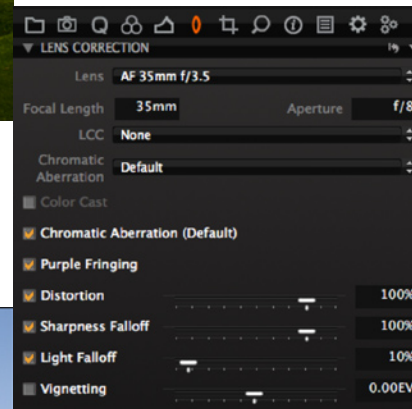 LENS CORRECTION
Lens AF 35mm f/3.5
Focal Length 35mm Aperture f/8
LCC None
Chromatic
Aberration Default
Color Cast
Chromatic Aberration (Default)
Purple Fringing
Distortion 100%
Sharpness Falloff 100%
Light Falloff 10%
Vignetting 0.00EV